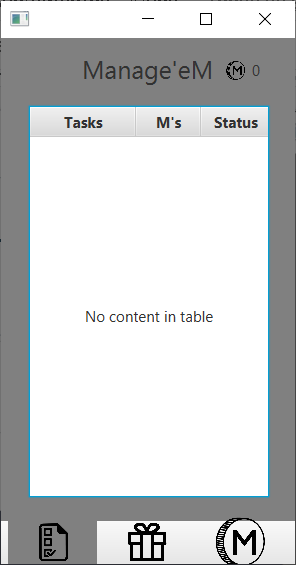 Manage'eM M 0
Tasks M's Status
No content in table
M